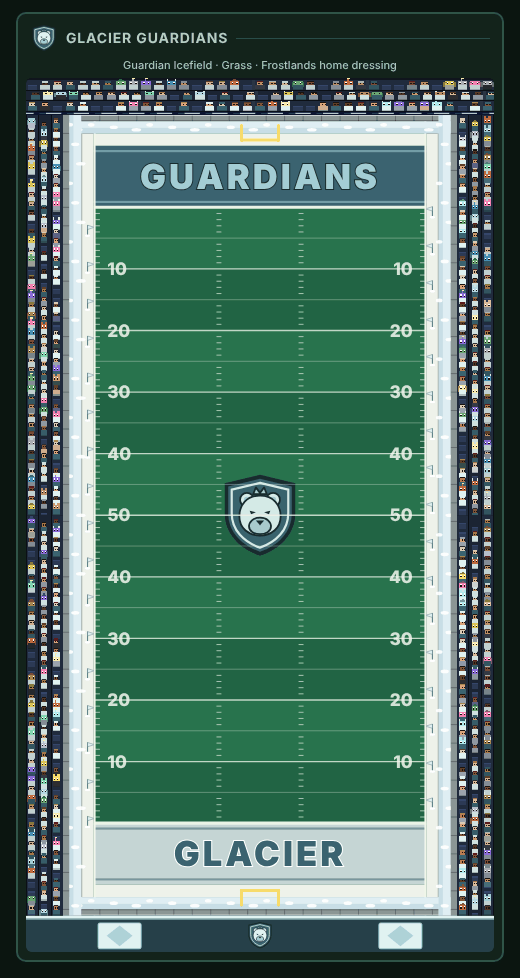 GLACIER GUARDIANS
Guardian Icefield · Grass · Frostlands home dressing
GUARDIANS
10 10
20 20
30 30
40 40
50 50
40 40
30 30
20 20
10 10
GLACIER